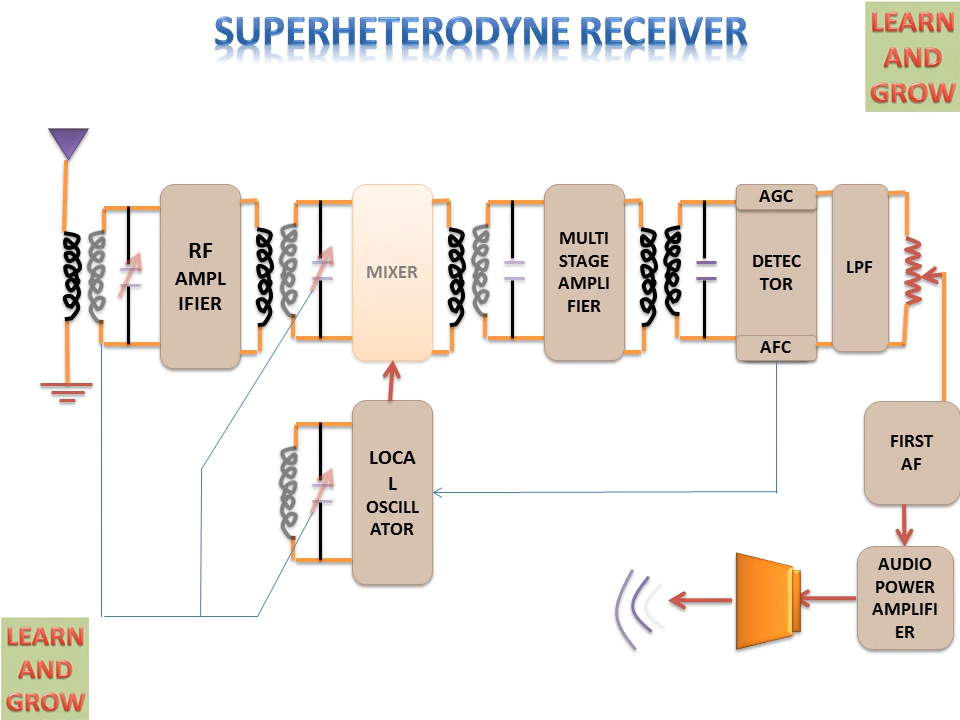 SUPERHETERODYNE RECEIVER
LEARN
AND
GROW
RF
AMPL
IFIER
MIXER
MULTI
STAGE
AMPLI
FIER
AGC
DETEC
TOR
AFC
LPF
LOCA
L
OSCILL
ATOR
FIRST
AF
AUDIO
POWER
AMPLIFI
ER
LEARN
AND
GROW